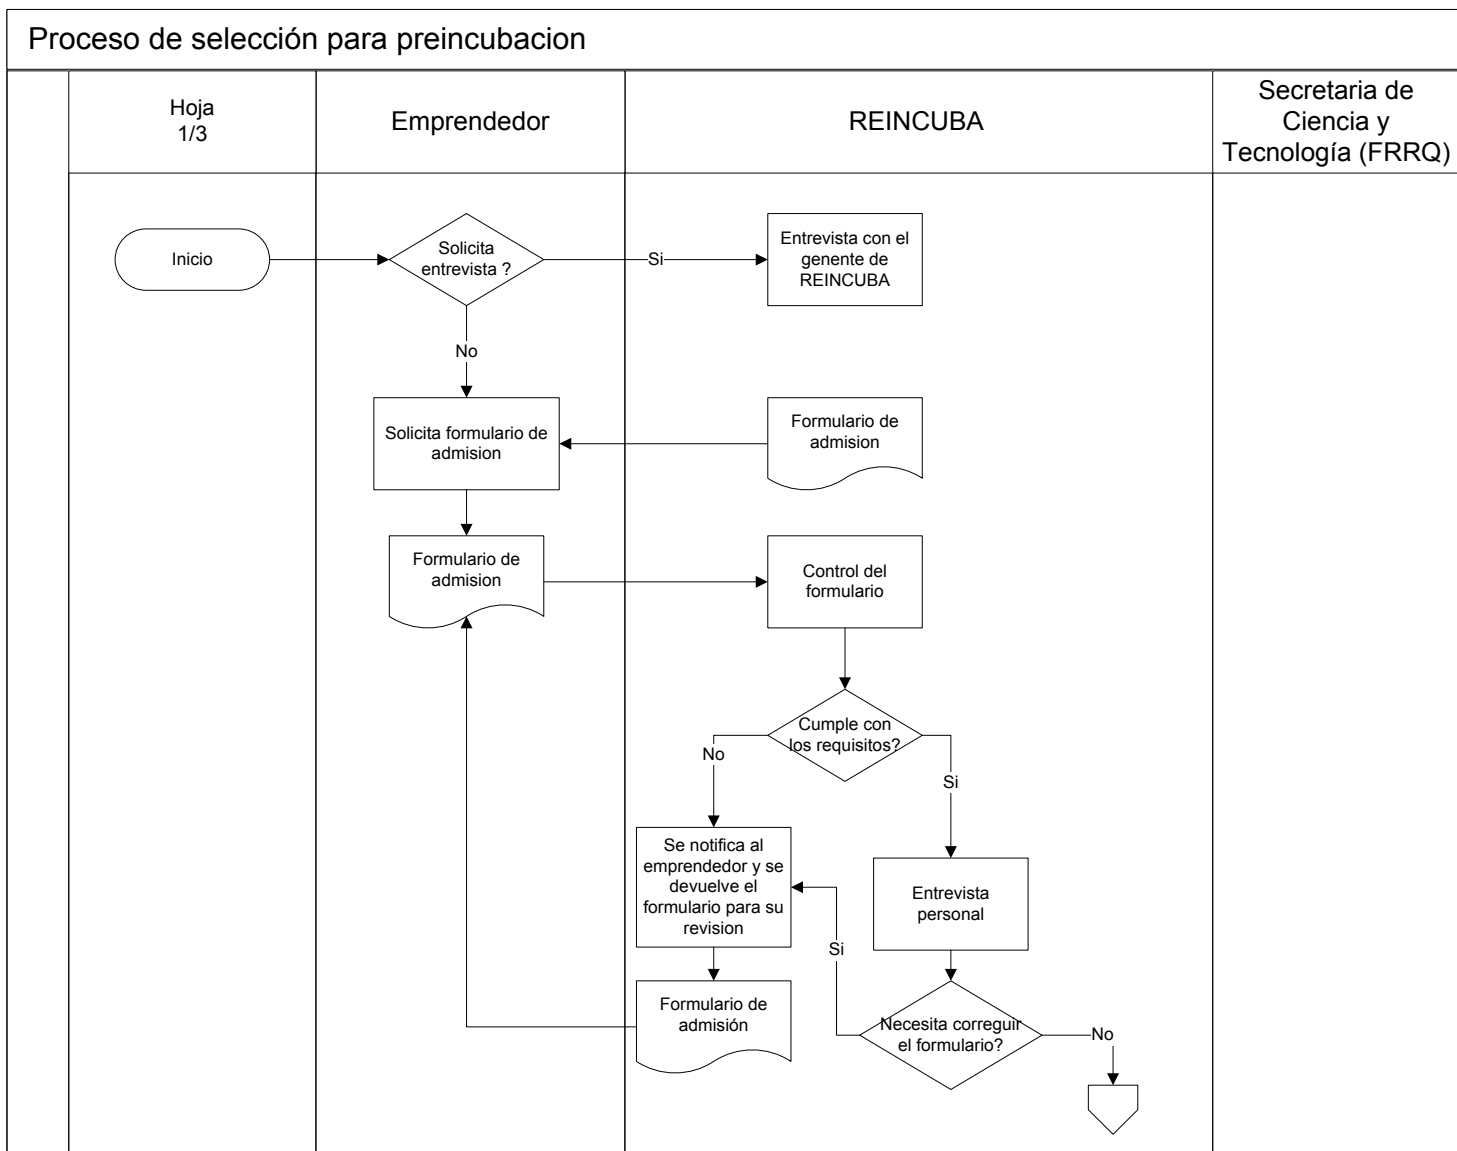 Proceso de selección para preincubacion
Hoja
1/3
Emprendedor
REINCUBA
Secretaria de
Ciencia y
Tecnología (FRRQ)
Inicio
Solicita
entrevista ?
Si
Entrevista con el
genente de
REINCUBA
No
Solicita formulario de
admision
Formulario de
admision
Formulario de
admision
Control del
formulario
Cumple con
los requisitos?
No
Si
Se notifica al
emprendedor y se
devuelve el
formulario para su
revision
Entrevista
personal
Si
Formulario de
admisión
Necesita correguir
el formulario?
No